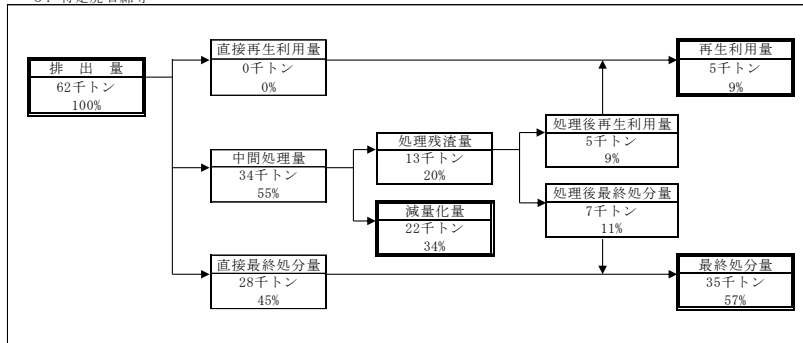 直接再生利用量
0千トン
0%
再生利用量
5千トン
9%
排 出 量
62千トン
100%
処理残渣量
13千トン
20%
処理後再生利用量
5千トン
9%
中間処理量
34千トン
55%
減量化量
22千トン
34%
処理後最終処分量
7千トン
11%
直接最終処分量
28千トン
45%
最終処分量
35千トン
57%